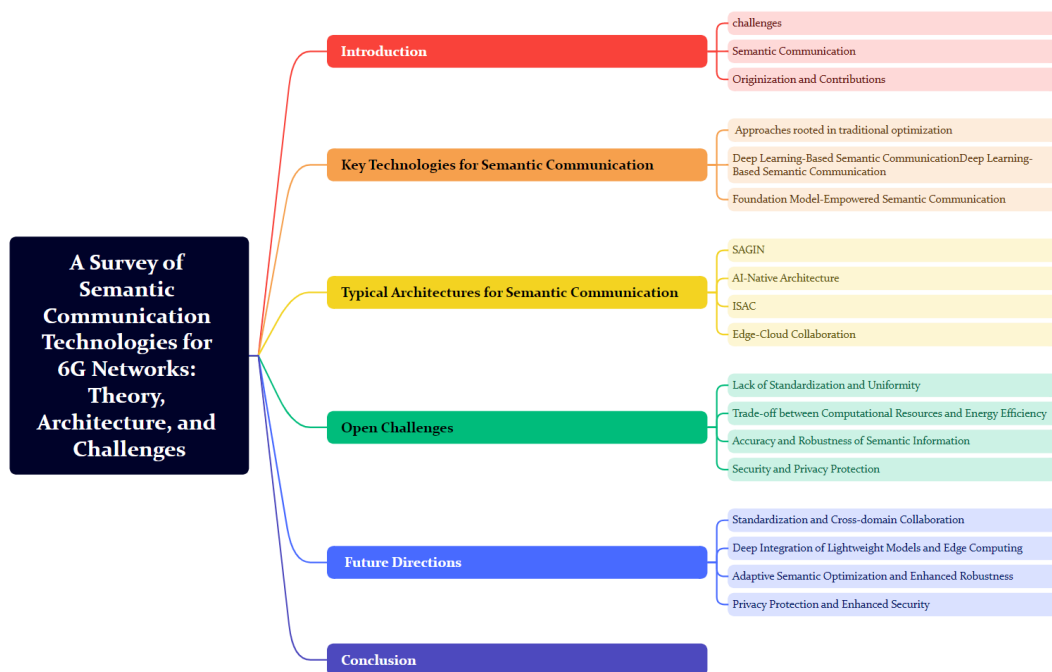 A Survey of
Semantic
Communication
Technologies for
6G Networks:
Theory,
Architecture, and
Challenges
Introduction
challenges
Semantic Communication
Originization and Contributions
Key Technologies for Semantic Communication
Approaches rooted in traditional optimization
Deep Learning-Based Semantic CommunicationDeep Learning-
Based Semantic Communication
Foundation Model-Empowered Semantic Communication
Typical Architectures for Semantic Communication
SAGIN
AI-Native Architecture
ISAC
Edge-Cloud Collaboration
Open Challenges
Lack of Standardization and Uniformity
Trade-off between Computational Resources and Energy Efficiency
Accuracy and Robustness of Semantic Information
Security and Privacy Protection
Future Directions
Standardization and Cross-domain Collaboration
Deep Integration of Lightweight Models and Edge Computing
Adaptive Semantic Optimization and Enhanced Robustness
Privacy Protection and Enhanced Security
Conclusion